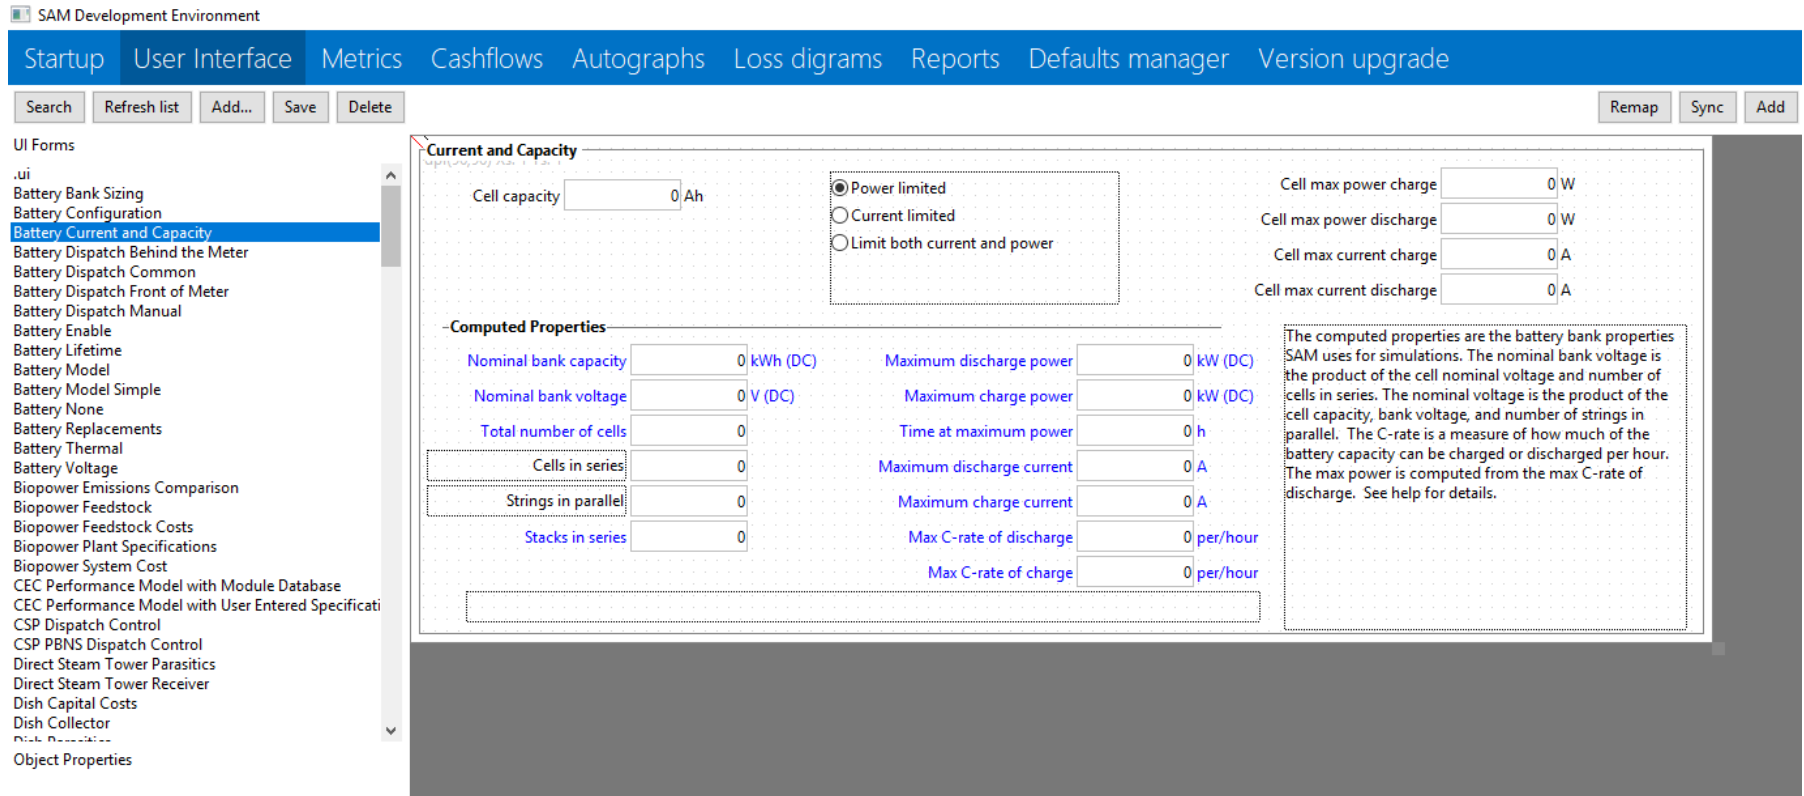 SAM Development Environment
Startup User Interface Metrics Cashflows Autographs Loss digrams Reports Defaults manager Version upgrade
Search Refresh list Add... Save Delete Remap Sync Add
UI Forms
.ui
Battery Bank Sizing
Battery Configuration
Battery Current and Capacity
Battery Dispatch Behind the Meter
Battery Dispatch Common
Battery Dispatch Front of Meter
Battery Dispatch Manual
Battery Enable
Battery Lifetime
Battery Model
Battery Model Simple
Battery None
Battery Replacements
Battery Thermal
Battery Voltage
Biopower Emissions Comparison
Biopower Feedstock
Biopower Feedstock Costs
Biopower Plant Specifications
Biopower System Cost
CEC Performance Model with Module Database
CEC Performance Model with User Entered Specificati
CSP Dispatch Control
CSP PBNS Dispatch Control
Direct Steam Tower Parasitics
Direct Steam Tower Receiver
Dish Capital Costs
Dish Collector
Dish Parasitics
Object Properties
Current and Capacity
Cell capacity 0 Ah
Power limited
Current limited
Limit both current and power
Cell max power charge 0 W
Cell max power discharge 0 W
Cell max current charge 0 A
Cell max current discharge 0 A
Computed Properties
Nominal bank capacity 0 kWh (DC)
Nominal bank voltage 0 V (DC)
Total number of cells 0
Cells in series 0
Strings in parallel 0
Stacks in series 0
Maximum discharge power 0 kW (DC)
Maximum charge power 0 kW (DC)
Time at maximum power 0 h
Maximum discharge current 0 A
Maximum charge current 0 A
Max C-rate of discharge 0 per/hour
Max C-rate of charge 0 per/hour
The computed properties are the battery bank properties
SAM uses for simulations. The nominal bank voltage is
the product of the cell nominal voltage and number of
cells in series. The nominal voltage is the product of the
cell capacity, bank voltage, and number of strings in
parallel. The C-rate is a measure of how much of the
battery capacity can be charged or discharged per hour.
The max power is computed from the max C-rate of
discharge. See help for details.